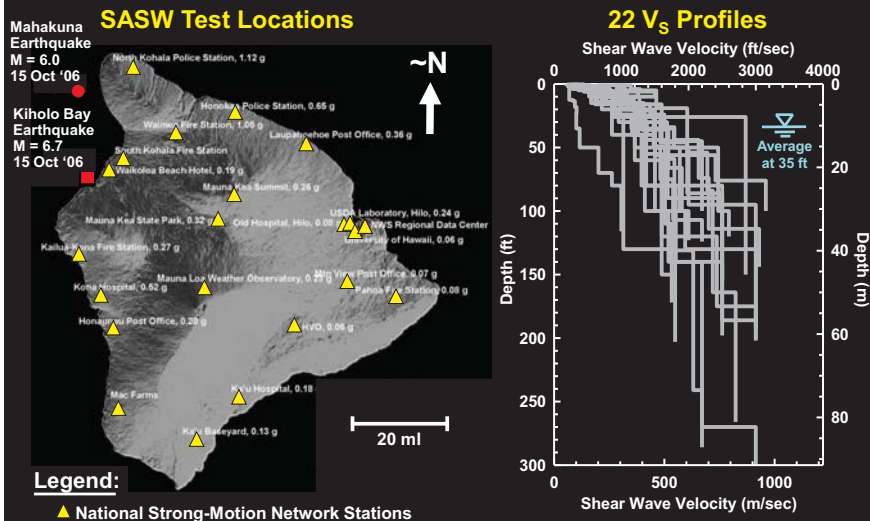 SASW Test Locations
Mahakuna
Earthquake
M = 6.0
15 Oct '06
Kiholo Bay
Earthquake
M = 6.7
15 Oct '06
~N
North Kohala Police Station, 1.12 g
Honokaa Police Station, 0.65 g
Waimea Fire Station, 1.05 g
Laupahoehoe Post Office, 0.36 g
South Kohala Fire Station
Waikoloa Beach Hotel, 0.19 g
Mauna Kea Summit, 0.26 g
Mauna Kea State Park, 0.32 g
Old Hospital, Hilo, 0.08 g
USDA Laboratory, Hilo, 0.24 g
NWS Regional Data Center
University of Hawaii, 0.06 g
Kailua-Kona Fire Station, 0.27 g
Mauna Loa Weather Observatory, 0.23 g
Mtn View Post Office, 0.07 g
Pahoa Fire Station, 0.08 g
Kona Hospital, 0.52 g
Honaunau Post Office, 0.20 g
HVO, 0.06 g
Mac Farms
Ka'u Hospital, 0.18 g
Ka'u Baseyard, 0.13 g
20 ml
Legend:
National Strong-Motion Network Stations
22 VS Profiles
Shear Wave Velocity (ft/sec)
0 1000 2000 3000 4000
Depth (ft)
0
50
100
150
200
250
300
Average
at 35 ft
0
20
40
60
80
Depth (m)
0 500 1000
Shear Wave Velocity (m/sec)